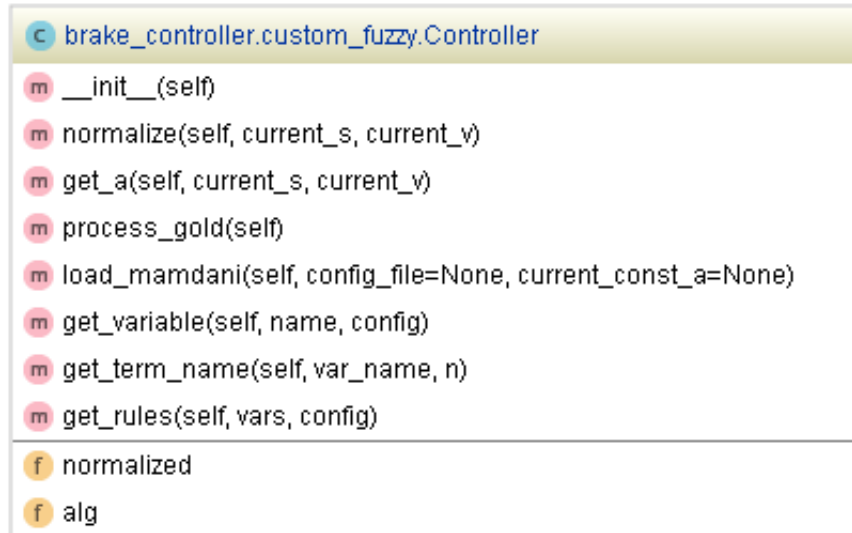 C brake_controller.custom_fuzzy.Controller
m __init__(self)
m normalize(self, current_s, current_v)
m get_a(self, current_s, current_v)
m process_gold(self)
m load_mamdani(self, config_file=None, current_const_a=None)
m get_variable(self, name, config)
m get_term_name(self, var_name, n)
m get_rules(self, vars, config)
f normalized
f alg